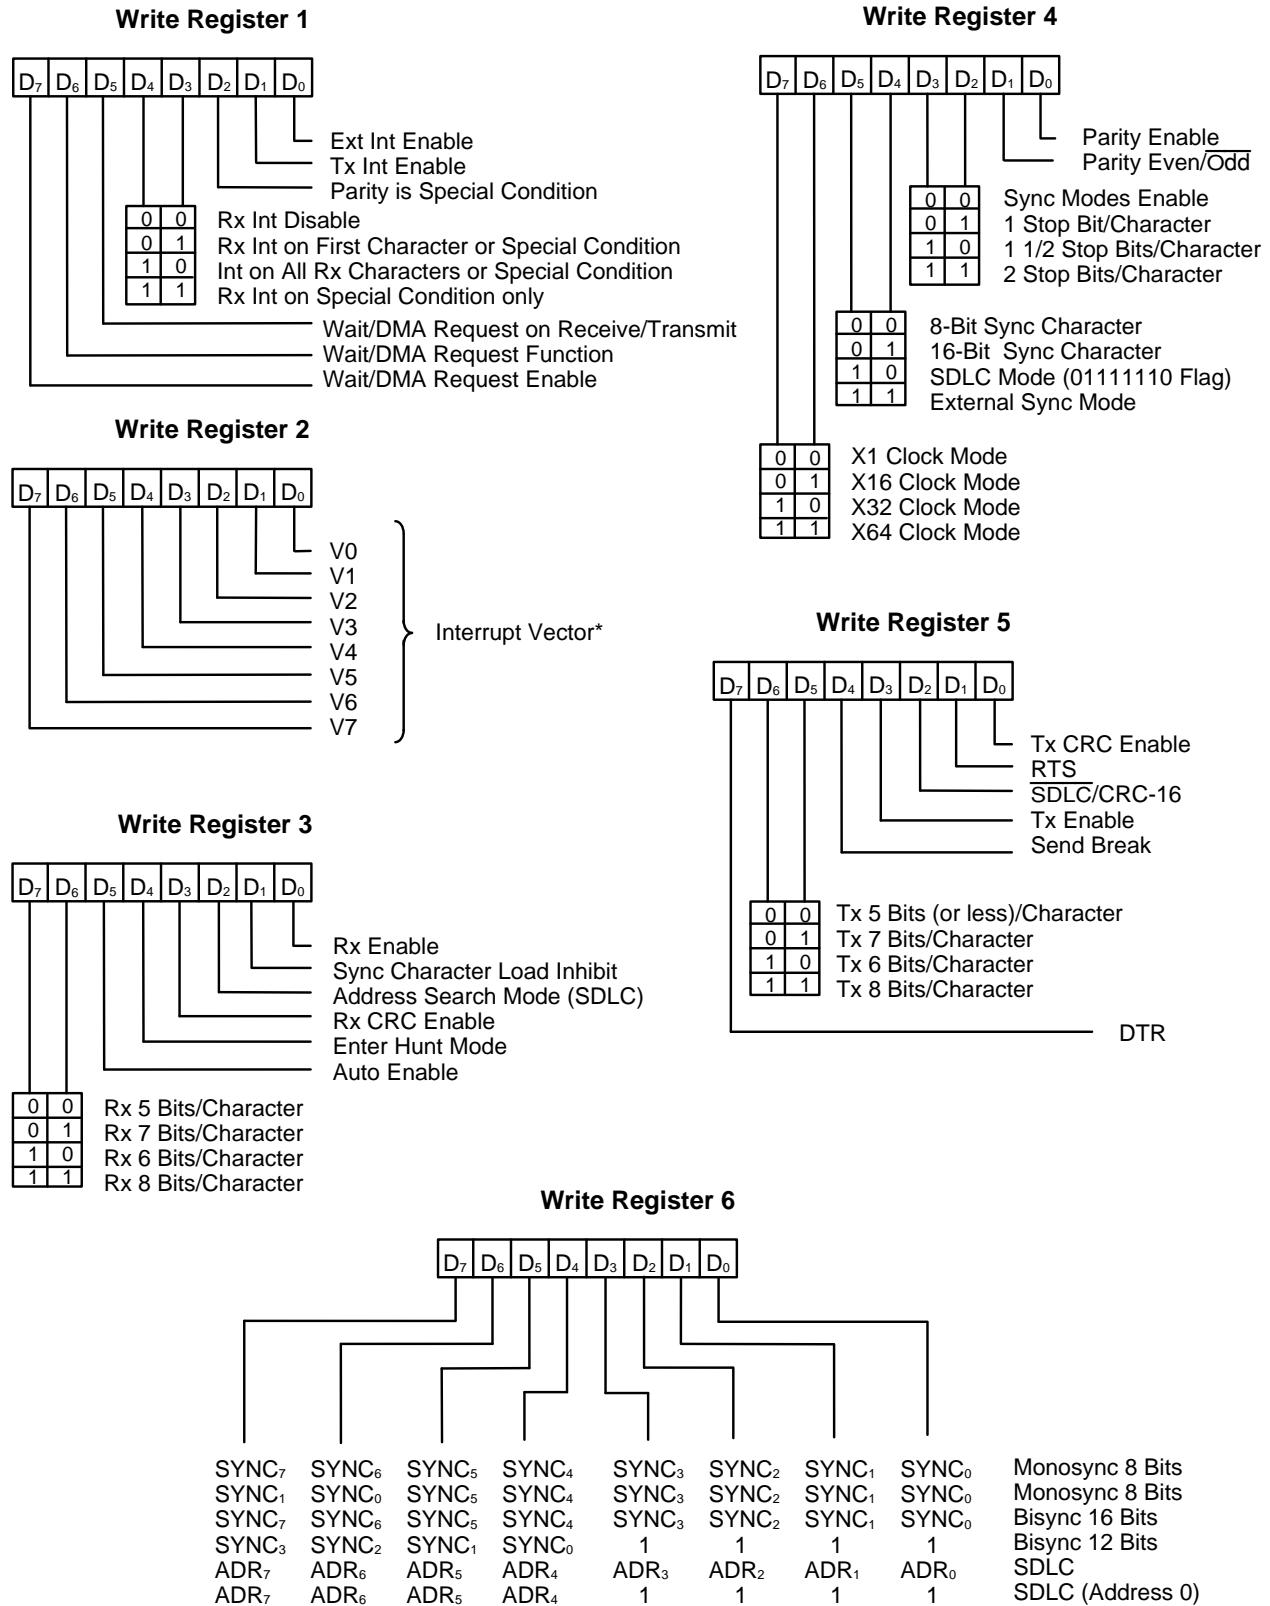 Write Register 1
D7 D6 D5 D4 D3 D2 D1 D0
Ext Int Enable
Tx Int Enable
Parity is Special Condition
0 0 Rx Int Disable
0 1 Rx Int on First Character or Special Condition
1 0 Int on All Rx Characters or Special Condition
1 1 Rx Int on Special Condition only
Wait/DMA Request on Receive/Transmit
Wait/DMA Request Function
Wait/DMA Request Enable
Write Register 2
D7 D6 D5 D4 D3 D2 D1 D0
V0
V1
V2
V3
V4
V5
V6
V7
Interrupt Vector*
Write Register 3
D7 D6 D5 D4 D3 D2 D1 D0
Rx Enable
Sync Character Load Inhibit
Address Search Mode (SDLC)
Rx CRC Enable
Enter Hunt Mode
Auto Enable
0 0 Rx 5 Bits/Character
0 1 Rx 7 Bits/Character
1 0 Rx 6 Bits/Character
1 1 Rx 8 Bits/Character
Write Register 4
D7 D6 D5 D4 D3 D2 D1 D0
Parity Enable
Parity Even/Odd
0 0 Sync Modes Enable
0 1 1 Stop Bit/Character
1 0 1 1/2 Stop Bits/Character
1 1 2 Stop Bits/Character
0 0 8-Bit Sync Character
0 1 16-Bit Sync Character
1 0 SDLC Mode (01111110 Flag)
1 1 External Sync Mode
0 0 X1 Clock Mode
0 1 X16 Clock Mode
1 0 X32 Clock Mode
1 1 X64 Clock Mode
Write Register 5
D7 D6 D5 D4 D3 D2 D1 D0
Tx CRC Enable
RTS
SDLC/CRC-16
Tx Enable
Send Break
0 0 Tx 5 Bits (or less)/Character
0 1 Tx 7 Bits/Character
1 0 Tx 6 Bits/Character
1 1 Tx 8 Bits/Character
DTR
Write Register 6
D7 D6 D5 D4 D3 D2 D1 D0
SYNC7 SYNC6 SYNC5 SYNC4 SYNC3 SYNC2 SYNC1 SYNC0 Monosync 8 Bits
SYNC1 SYNC0 SYNC5 SYNC4 SYNC3 SYNC2 SYNC1 SYNC0 Monosync 8 Bits
SYNC7 SYNC6 SYNC5 SYNC4 SYNC3 SYNC2 SYNC1 SYNC0 Bisync 16 Bits
SYNC3 SYNC2 SYNC1 SYNC0 1 1 1 1 Bisync 12 Bits
ADR7 ADR6 ADR5 ADR4 ADR3 ADR2 ADR1 ADR0 SDLC
ADR7 ADR6 ADR5 ADR4 1 1 1 1 SDLC (Address 0)